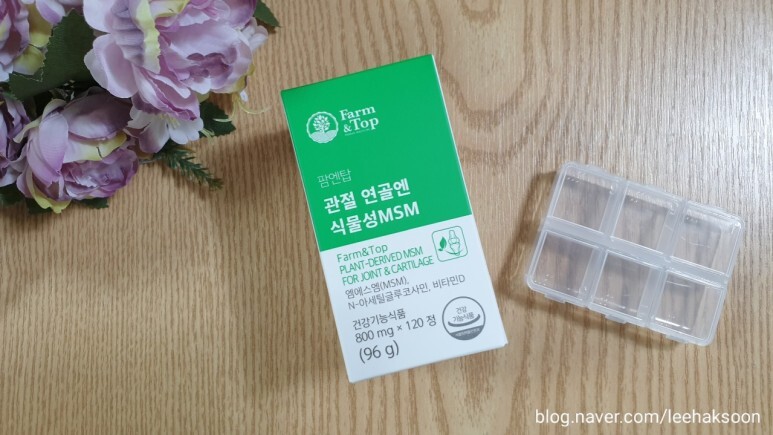 Farm
&Top
팜엔탑
관절 연골엔
식물성MSM
Farm&Top
PLANT-DERIVED MSM
FOR JOINT & CARTILAGE
엠에스엠(MSM),
N-아세틸글루코사민, 비타민D
건강기능식품
800 mg × 120 정
(96 g)
건강
기능식품
blog.naver.com/leehaksoon